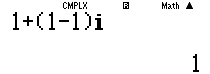 CMPLX R Math ▲
1+(1-1)i
1